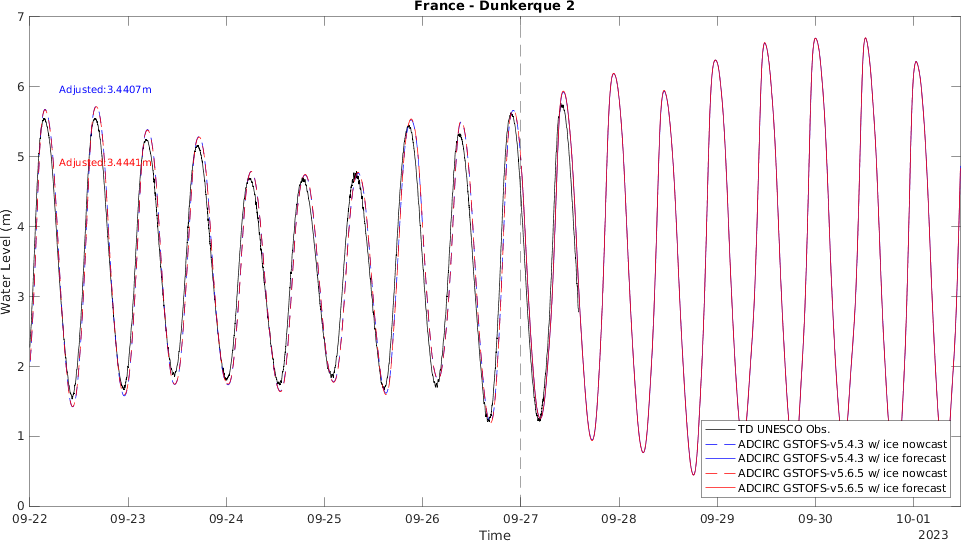 France - Dunkerque 2
7
6
5
4
3
2
1
0
Water Level (m)
Adjusted:3.4407m
Adjusted:3.4441m
TD UNESCO Obs.
ADCIRC GSTOFS-v5.4.3 w/ ice nowcast
ADCIRC GSTOFS-v5.4.3 w/ ice forecast
ADCIRC GSTOFS-v5.6.5 w/ ice nowcast
ADCIRC GSTOFS-v5.6.5 w/ ice forecast
09-22 09-23 09-24 09-25 09-26 09-27 09-28 09-29 09-30 10-01
Time
2023